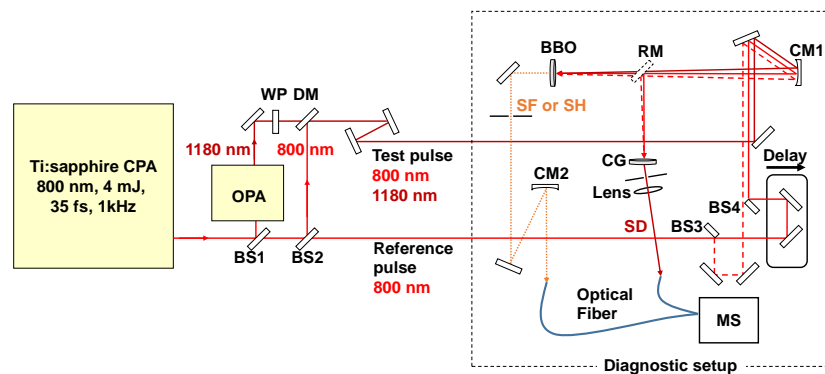 Ti:sapphire CPA
800 nm, 4 mJ,
35 fs, 1kHz
WP DM
1180 nm
800 nm
OPA
BS1
BS2
Test pulse
800 nm
1180 nm
Reference
pulse
800 nm
BBO
RM
CM1
SF or SH
CG
Lens
CM2
SD
Delay
BS4
BS3
Optical
Fiber
MS
Diagnostic setup